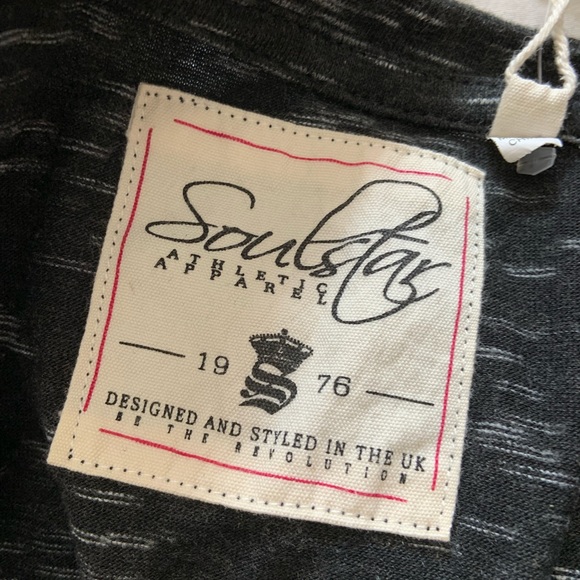 Soulstar
ATHLETIC
APPAREL
19 S 76
DESIGNED AND STYLED IN THE UK
BE THE REVOLUTION